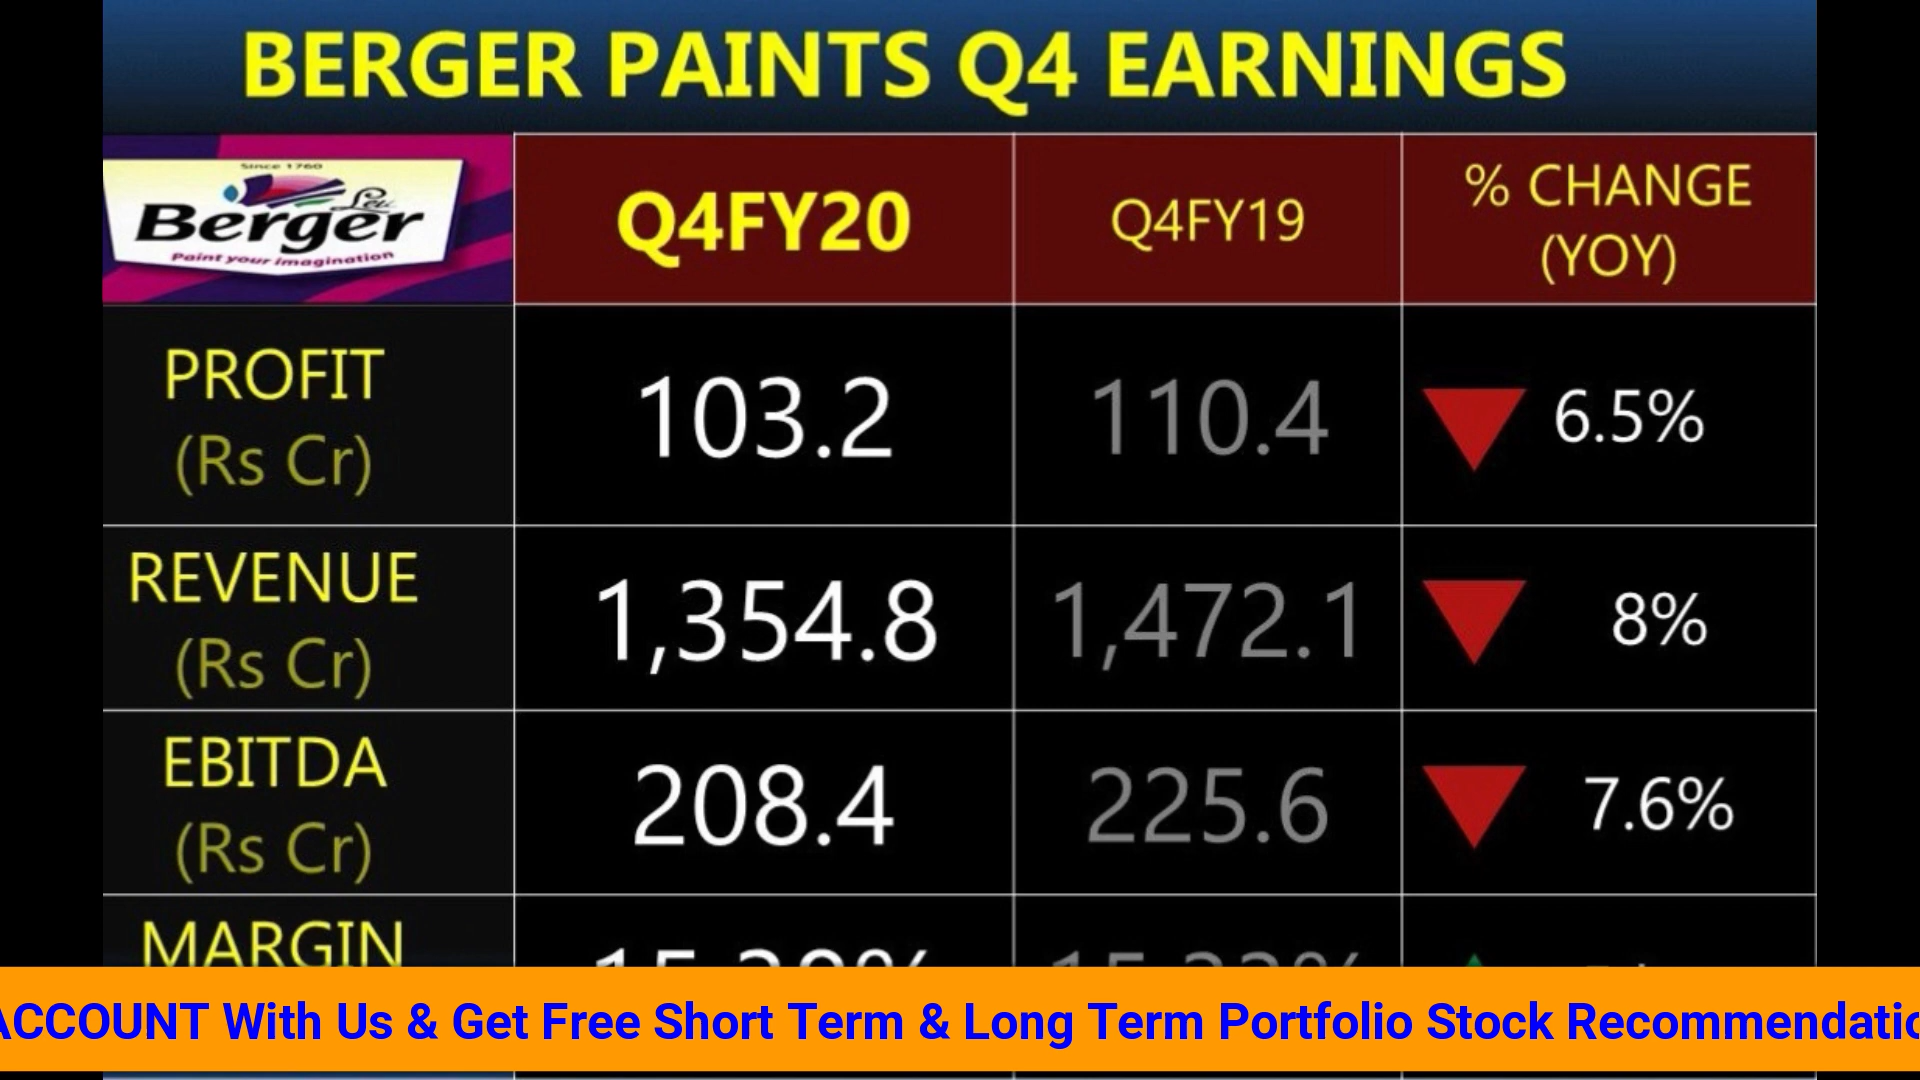 BERGER PAINTS Q4 EARNINGS
Since 1760
Berger
Paint your imagination
Q4FY20
Q4FY19
% CHANGE
(YOY)
PROFIT
(Rs Cr)
103.2
110.4
6.5%
REVENUE
(Rs Cr)
1,354.8
1,472.1
8%
EBITDA
(Rs Cr)
208.4
225.6
7.6%
MARGIN
ACCOUNT With Us & Get Free Short Term & Long Term Portfolio Stock Recommendatio